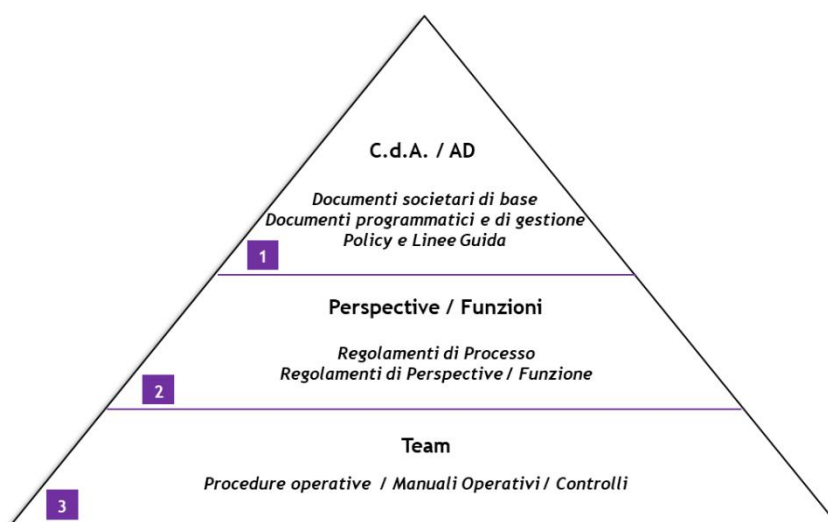 C.d.A. / AD
Documenti societari di base
Documenti programmatici e di gestione
Policy e Linee Guida
1
Perspective / Funzioni
Regolamenti di Processo
Regolamenti di Perspective / Funzione
2
Team
Procedure operative / Manuali Operativi / Controlli
3